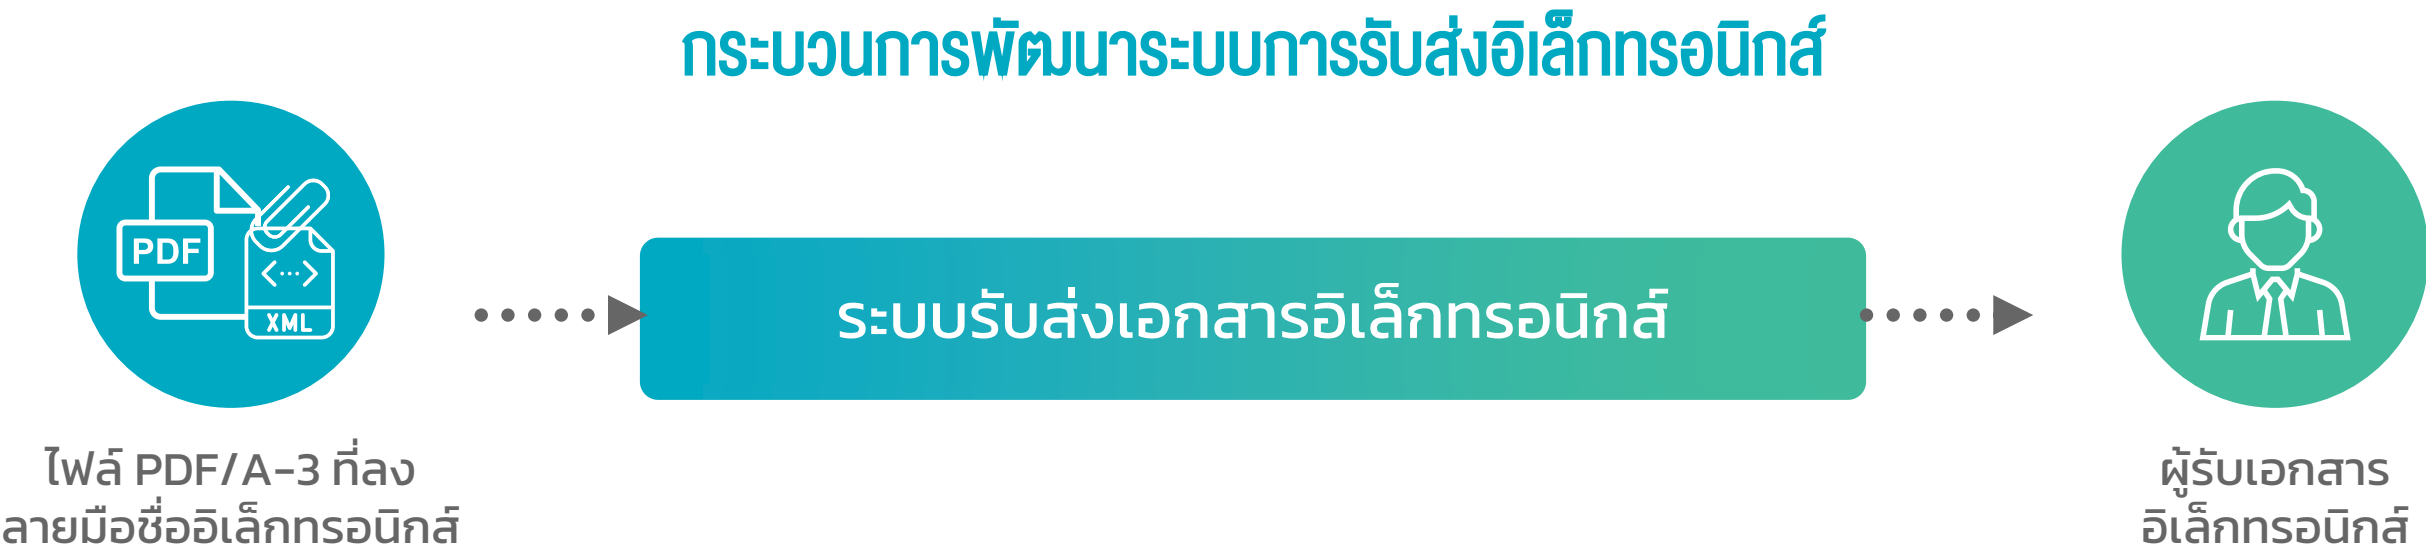 กระบวนการพัฒนาระบบการรับส่งอิเล็กทรอนิกส์
PDF
XML
ระบบรับส่งเอกสารอิเล็กทรอนิกส์
ไฟล์ PDF/A-3 ที่ลง
ลายมือชื่ออิเล็กทรอนิกส์
ผู้รับเอกสาร
อิเล็กทรอนิกส์